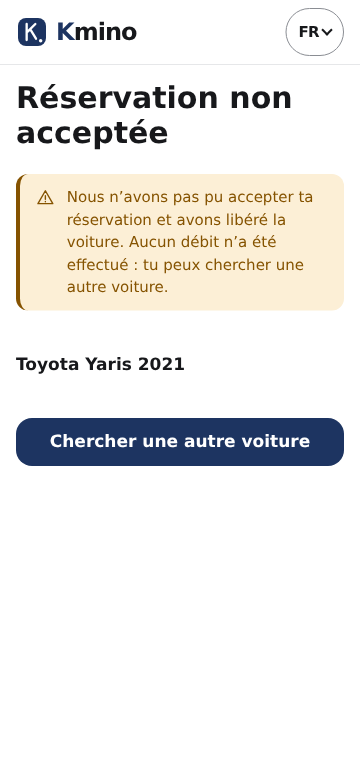 K. Kmino
FR
Réservation non
acceptée
Nous n’avons pas pu accepter ta
réservation et avons libéré la
voiture. Aucun débit n’a été
effectué : tu peux chercher une
autre voiture.
Toyota Yaris 2021
Chercher une autre voiture